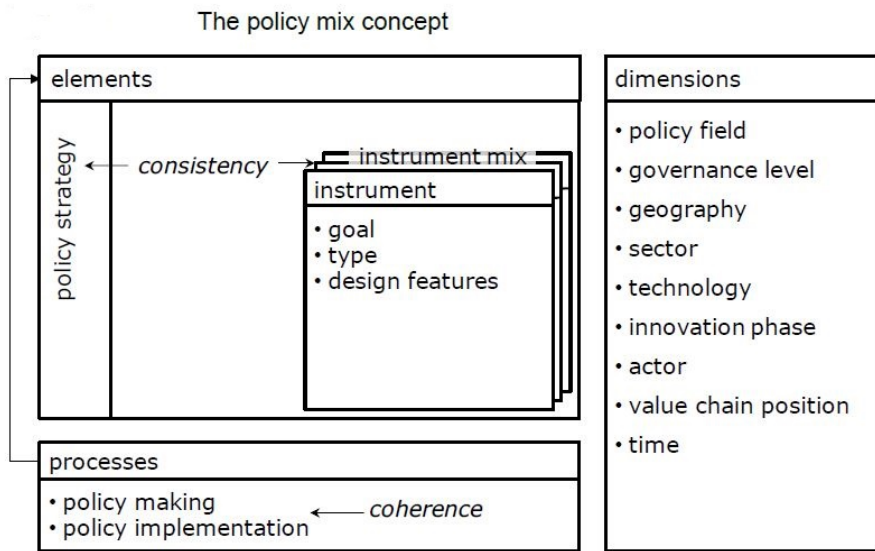 The policy mix concept
elements
policy strategy
consistency
instrument mix
instrument
• goal
• type
• design features
processes
• policy making
• policy implementation
coherence
dimensions
• policy field
• governance level
• geography
• sector
• technology
• innovation phase
• actor
• value chain position
• time